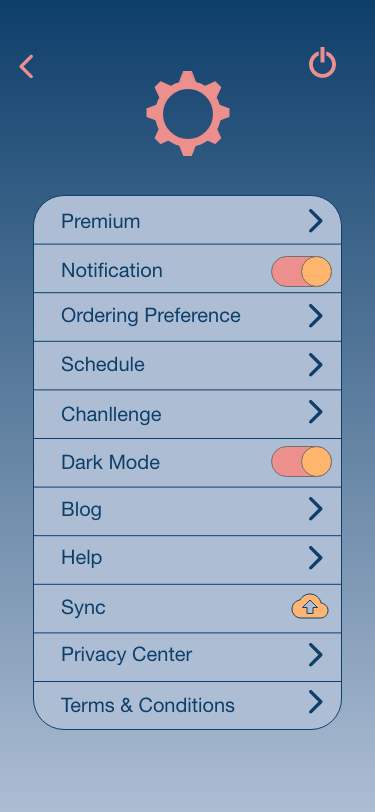 Premium
Notification
Ordering Preference
Schedule
Chanllenge
Dark Mode
Blog
Help
Sync
Privacy Center
Terms & Conditions